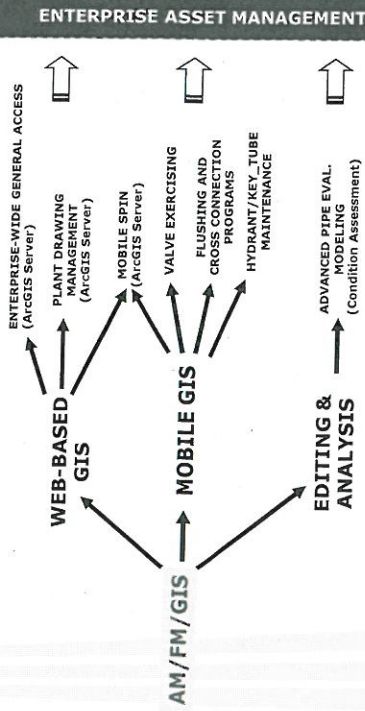 ENTERPRISE ASSET MANAGEMENT
AM/FM/GIS
WEB-BASED
GIS
ENTERPRISE-WIDE GENERAL ACCESS
(ArcGIS Server)
PLANT DRAWING
MANAGEMENT
(ArcGIS Server)
MOBILE SPIN
(ArcGIS Server)
MOBILE GIS
VALVE EXERCISING
FLUSHING AND
CROSS CONNECTION
PROGRAMS
HYDRANT/KEY_TUBE
MAINTENANCE
EDITING &
ANALYSIS
ADVANCED PIPE EVAL.
MODELING
(Condition Assessment)